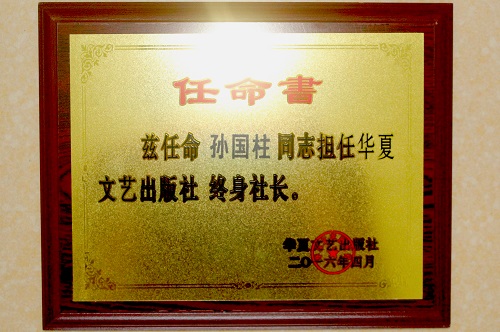 任命書
兹任命 孙国柱 同志担任华夏
文艺出版社 终身社长。
华夏文艺出版社
二〇一六年四月